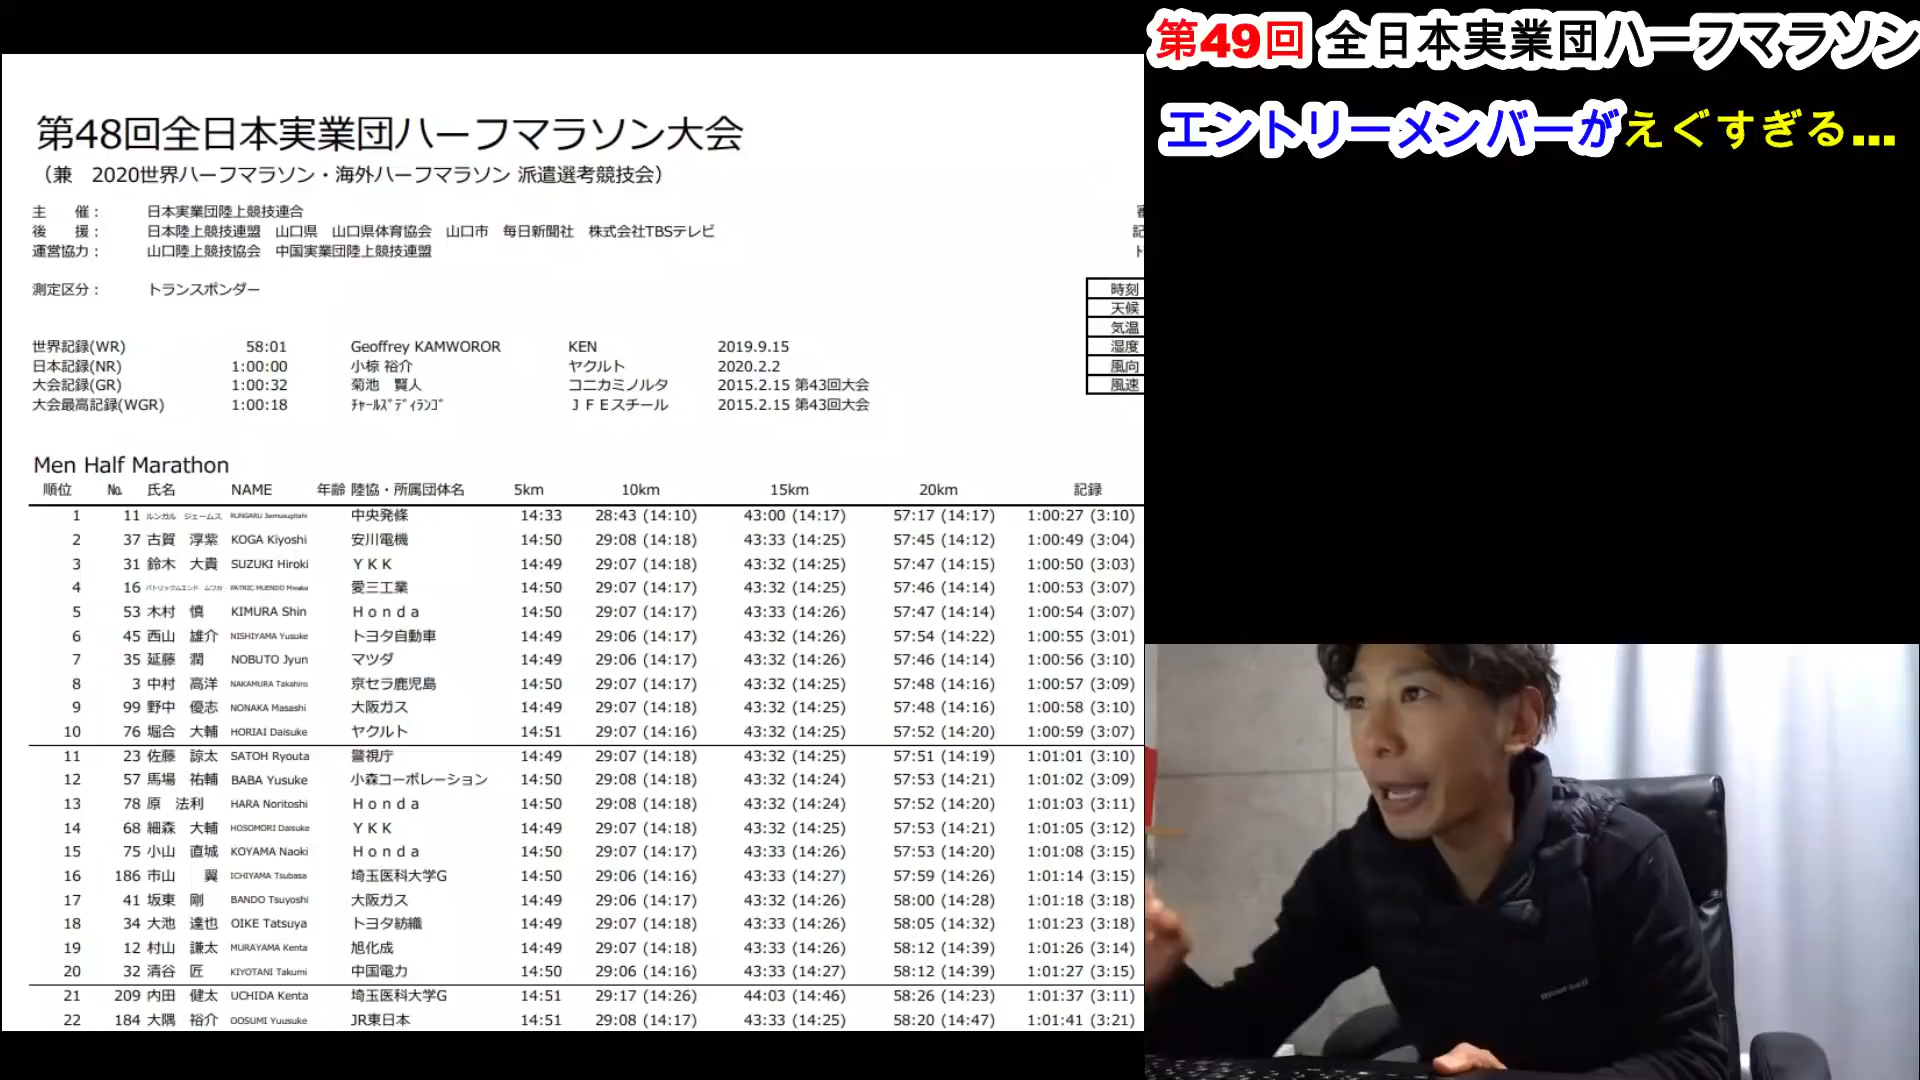 第49回 全日本実業団ハーフマラソン
エントリーメンバーがえぐすぎる...
第48回全日本実業団ハーフマラソン大会
（兼　2020世界ハーフマラソン・海外ハーフマラソン 派遣選考競技会）
主　催： 日本実業団陸上競技連合
後　援： 日本陸上競技連盟　山口県　山口県体育協会　山口市　毎日新聞社　株式会社TBSテレビ
運営協力： 山口陸上競技協会　中国実業団陸上競技連盟
測定区分： トランスポンダー
時刻
天候
気温
湿度
風向
風速
世界記録(WR) 58:01 Geoffrey KAMWOROR KEN 2019.9.15
日本記録(NR) 1:00:00 小椋 裕介 ヤクルト 2020.2.2
大会記録(GR) 1:00:32 菊池　賢人 コニカミノルタ 2015.2.15 第43回大会
大会最高記録(WGR) 1:00:18 ﾁｬｰﾙｽﾞﾃﾞｨﾗﾝｺﾞ ＪＦＥスチール 2015.2.15 第43回大会
Men Half Marathon
順位 № 氏名 NAME 年齢 陸協・所属団体名 5km 10km 15km 20km 記録
1 11 ルンガル　ジェームス RUNGARU 中央発條 14:33 28:43 (14:10) 43:00 (14:17) 57:17 (14:17) 1:00:27 (3:10)
2 37 古賀　淳紫 KOGA Kiyoshi 安川電機 14:50 29:08 (14:18) 43:33 (14:25) 57:45 (14:12) 1:00:49 (3:04)
3 31 鈴木　大貴 SUZUKI Hiroki ＹＫＫ 14:49 29:07 (14:18) 43:32 (14:25) 57:47 (14:15) 1:00:50 (3:03)
4 16 パトリックムエンド　ムワカ PATRIC MUENDO Mwaka 愛三工業 14:50 29:07 (14:17) 43:32 (14:25) 57:46 (14:14) 1:00:53 (3:07)
5 53 木村　慎 KIMURA Shin Ｈｏｎｄａ 14:50 29:07 (14:17) 43:33 (14:26) 57:47 (14:14) 1:00:54 (3:07)
6 45 西山　雄介 NISHIYAMA Yusuke トヨタ自動車 14:49 29:06 (14:17) 43:32 (14:26) 57:54 (14:22) 1:00:55 (3:01)
7 35 延藤　潤 NOBUTO Jyun マツダ 14:49 29:06 (14:17) 43:32 (14:26) 57:46 (14:14) 1:00:56 (3:10)
8 3 中村　高洋 NAKAMURA Takahiro 京セラ鹿児島 14:50 29:07 (14:17) 43:32 (14:25) 57:48 (14:16) 1:00:57 (3:09)
9 99 野中　優志 NONAKA Masashi 大阪ガス 14:49 29:07 (14:18) 43:32 (14:25) 57:48 (14:16) 1:00:58 (3:10)
10 76 堀合　大輔 HORIAI Daisuke ヤクルト 14:51 29:07 (14:16) 43:32 (14:25) 57:52 (14:20) 1:00:59 (3:07)
11 23 佐藤　諒太 SATOH Ryouta 警視庁 14:49 29:07 (14:18) 43:32 (14:25) 57:51 (14:19) 1:01:01 (3:10)
12 57 馬場　祐輔 BABA Yusuke 小森コーポレーション 14:50 29:08 (14:18) 43:32 (14:24) 57:53 (14:21) 1:01:02 (3:09)
13 78 原　法利 HARA Noritoshi Ｈｏｎｄａ 14:50 29:08 (14:18) 43:32 (14:24) 57:52 (14:20) 1:01:03 (3:11)
14 68 細森　大輔 HOSOMORI Daisuke ＹＫＫ 14:49 29:07 (14:18) 43:32 (14:25) 57:53 (14:21) 1:01:05 (3:12)
15 75 小山　直城 KOYAMA Naoki Ｈｏｎｄａ 14:50 29:07 (14:17) 43:33 (14:26) 57:53 (14:20) 1:01:08 (3:15)
16 186 市山　翼 ICHIYAMA Tsubasa 埼玉医科大学G 14:50 29:06 (14:16) 43:33 (14:27) 57:59 (14:26) 1:01:14 (3:15)
17 41 坂東　剛 BANDO Tsuyoshi 大阪ガス 14:49 29:06 (14:17) 43:32 (14:26) 58:00 (14:28) 1:01:18 (3:18)
18 34 大池　達也 OIKE Tatsuya トヨタ紡織 14:49 29:07 (14:18) 43:33 (14:26) 58:05 (14:32) 1:01:23 (3:18)
19 12 村山　謙太 MURAYAMA Kenta 旭化成 14:49 29:07 (14:18) 43:33 (14:26) 58:12 (14:39) 1:01:26 (3:14)
20 32 清谷　匠 KIYOTANI Takumi 中国電力 14:50 29:06 (14:16) 43:33 (14:27) 58:12 (14:39) 1:01:27 (3:15)
21 209 内田　健太 UCHIDA Kenta 埼玉医科大学G 14:51 29:17 (14:26) 44:03 (14:46) 58:26 (14:23) 1:01:37 (3:11)
22 184 大隅　裕介 OOSUMI Yuusuke JR東日本 14:51 29:08 (14:17) 43:33 (14:25) 58:20 (14:47) 1:01:41 (3:21)
mont-bell